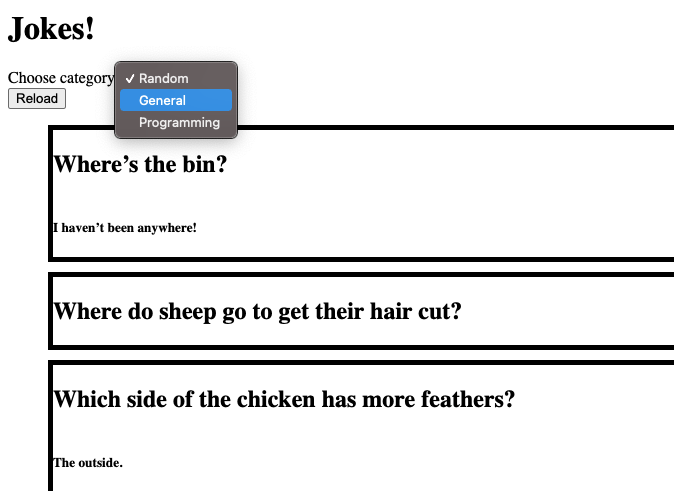 Jokes!
Choose category
✓ Random
General
Programming
Reload
Where’s the bin?
I haven’t been anywhere!
Where do sheep go to get their hair cut?
Which side of the chicken has more feathers?
The outside.